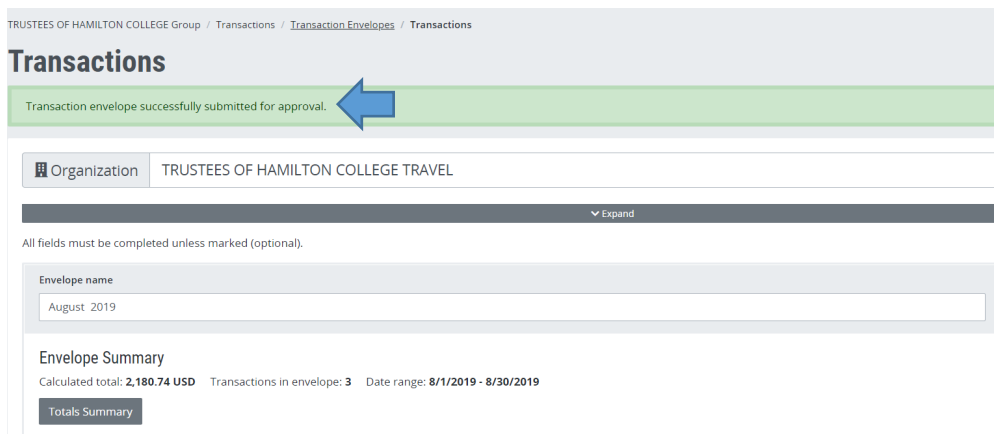 TRUSTEES OF HAMILTON COLLEGE Group / Transactions / Transaction Envelopes / Transactions
Transactions
Transaction envelope successfully submitted for approval.
Organization TRUSTEES OF HAMILTON COLLEGE TRAVEL
Expand
All fields must be completed unless marked (optional).
Envelope name
August 2019
Envelope Summary
Calculated total: 2,180.74 USD Transactions in envelope: 3 Date range: 8/1/2019 - 8/30/2019
Totals Summary